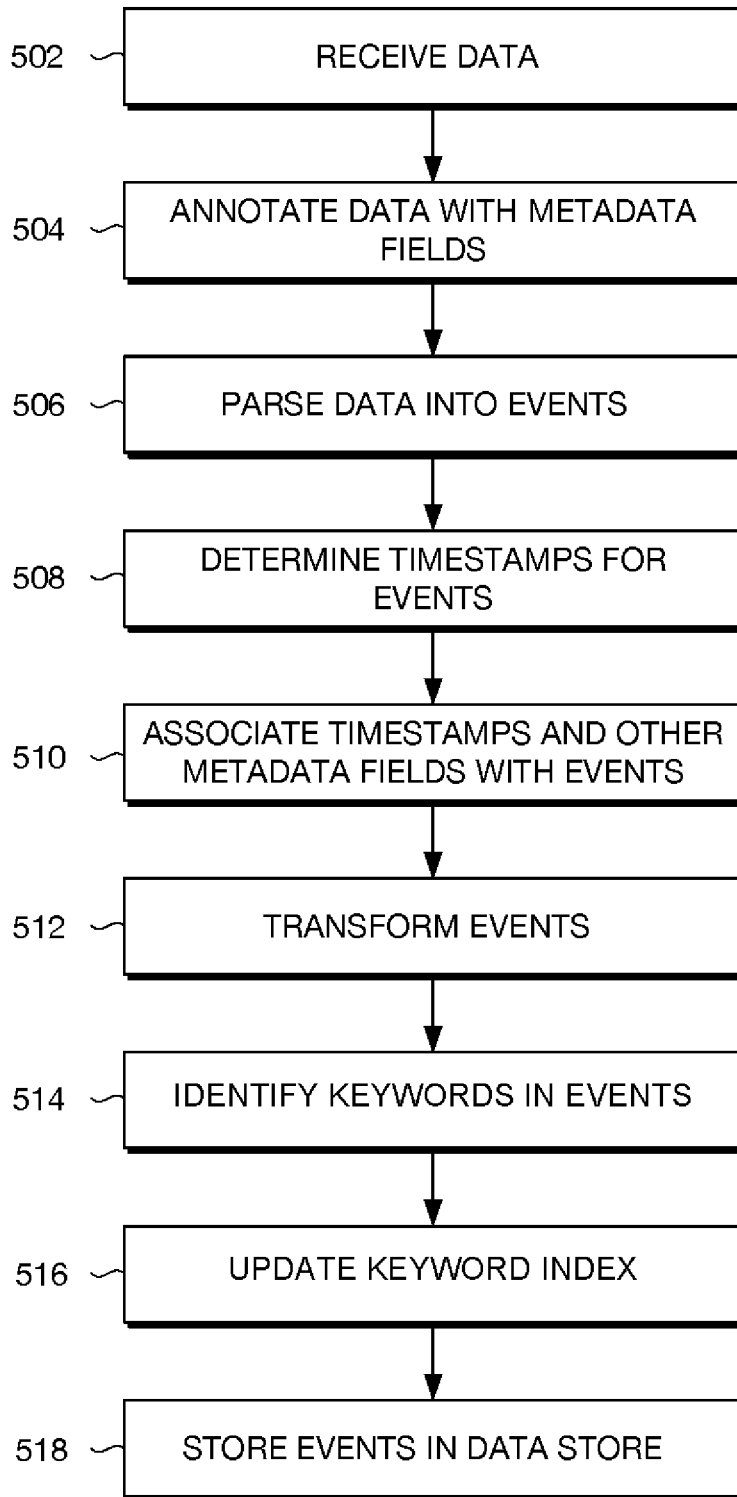 502
RECEIVE DATA
504
ANNOTATE DATA WITH METADATA
FIELDS
506
PARSE DATA INTO EVENTS
508
DETERMINE TIMESTAMPS FOR
EVENTS
510
ASSOCIATE TIMESTAMPS AND OTHER
METADATA FIELDS WITH EVENTS
512
TRANSFORM EVENTS
514
IDENTIFY KEYWORDS IN EVENTS
516
UPDATE KEYWORD INDEX
518
STORE EVENTS IN DATA STORE